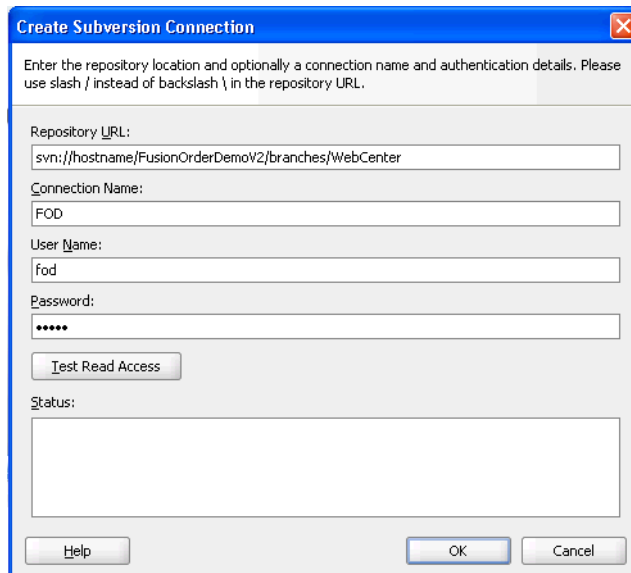 Create Subversion Connection
Enter the repository location and optionally a connection name and authentication details. Please
use slash / instead of backslash \ in the repository URL.
Repository URL:
svn://hostname/FusionOrderDemoV2/branches/WebCenter
Connection Name:
FOD
User Name:
fod
Password:
•••••
Test Read Access
Status:
Help OK Cancel